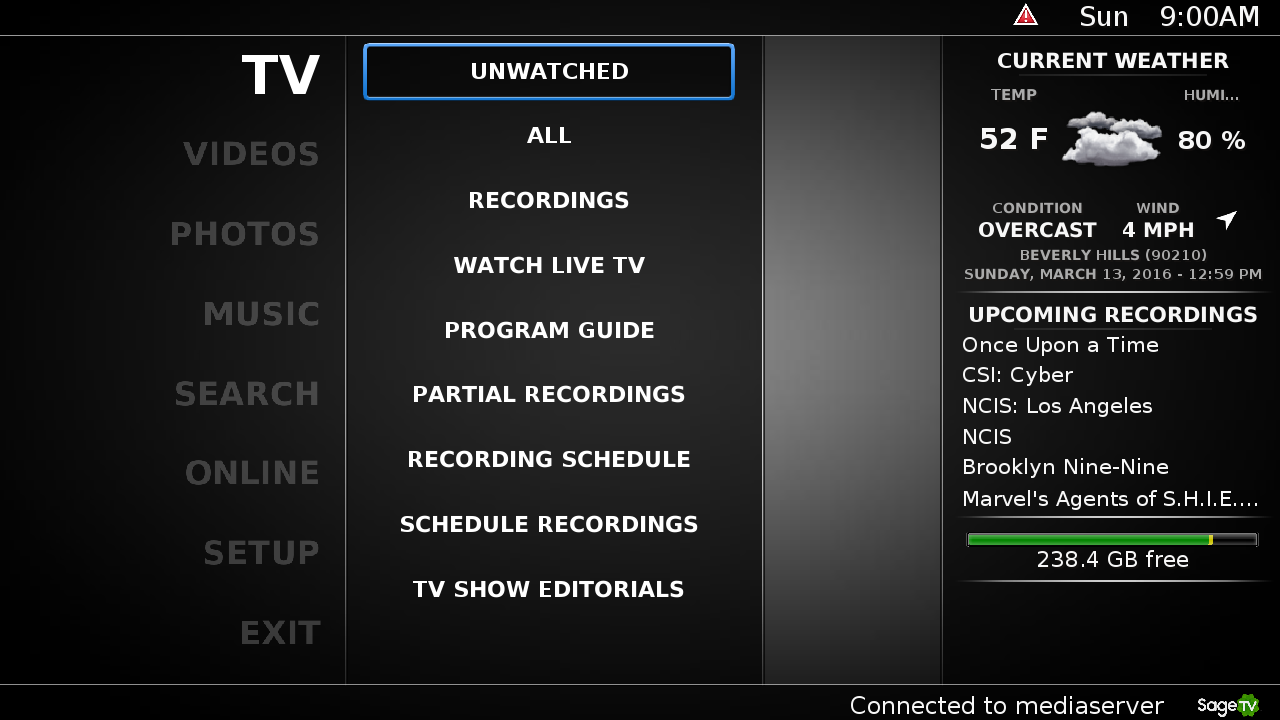 Sun 9:00AM
TV
VIDEOS
PHOTOS
MUSIC
SEARCH
ONLINE
SETUP
EXIT
UNWATCHED
ALL
RECORDINGS
WATCH LIVE TV
PROGRAM GUIDE
PARTIAL RECORDINGS
RECORDING SCHEDULE
SCHEDULE RECORDINGS
TV SHOW EDITORIALS
CURRENT WEATHER
TEMP HUMI...
52 F 80 %
CONDITION WIND
OVERCAST 4 MPH
BEVERLY HILLS (90210)
SUNDAY, MARCH 13, 2016 - 12:59 PM
UPCOMING RECORDINGS
Once Upon a Time
CSI: Cyber
NCIS: Los Angeles
NCIS
Brooklyn Nine-Nine
Marvel's Agents of S.H.I.E....
238.4 GB free
Connected to mediaserver SageTV